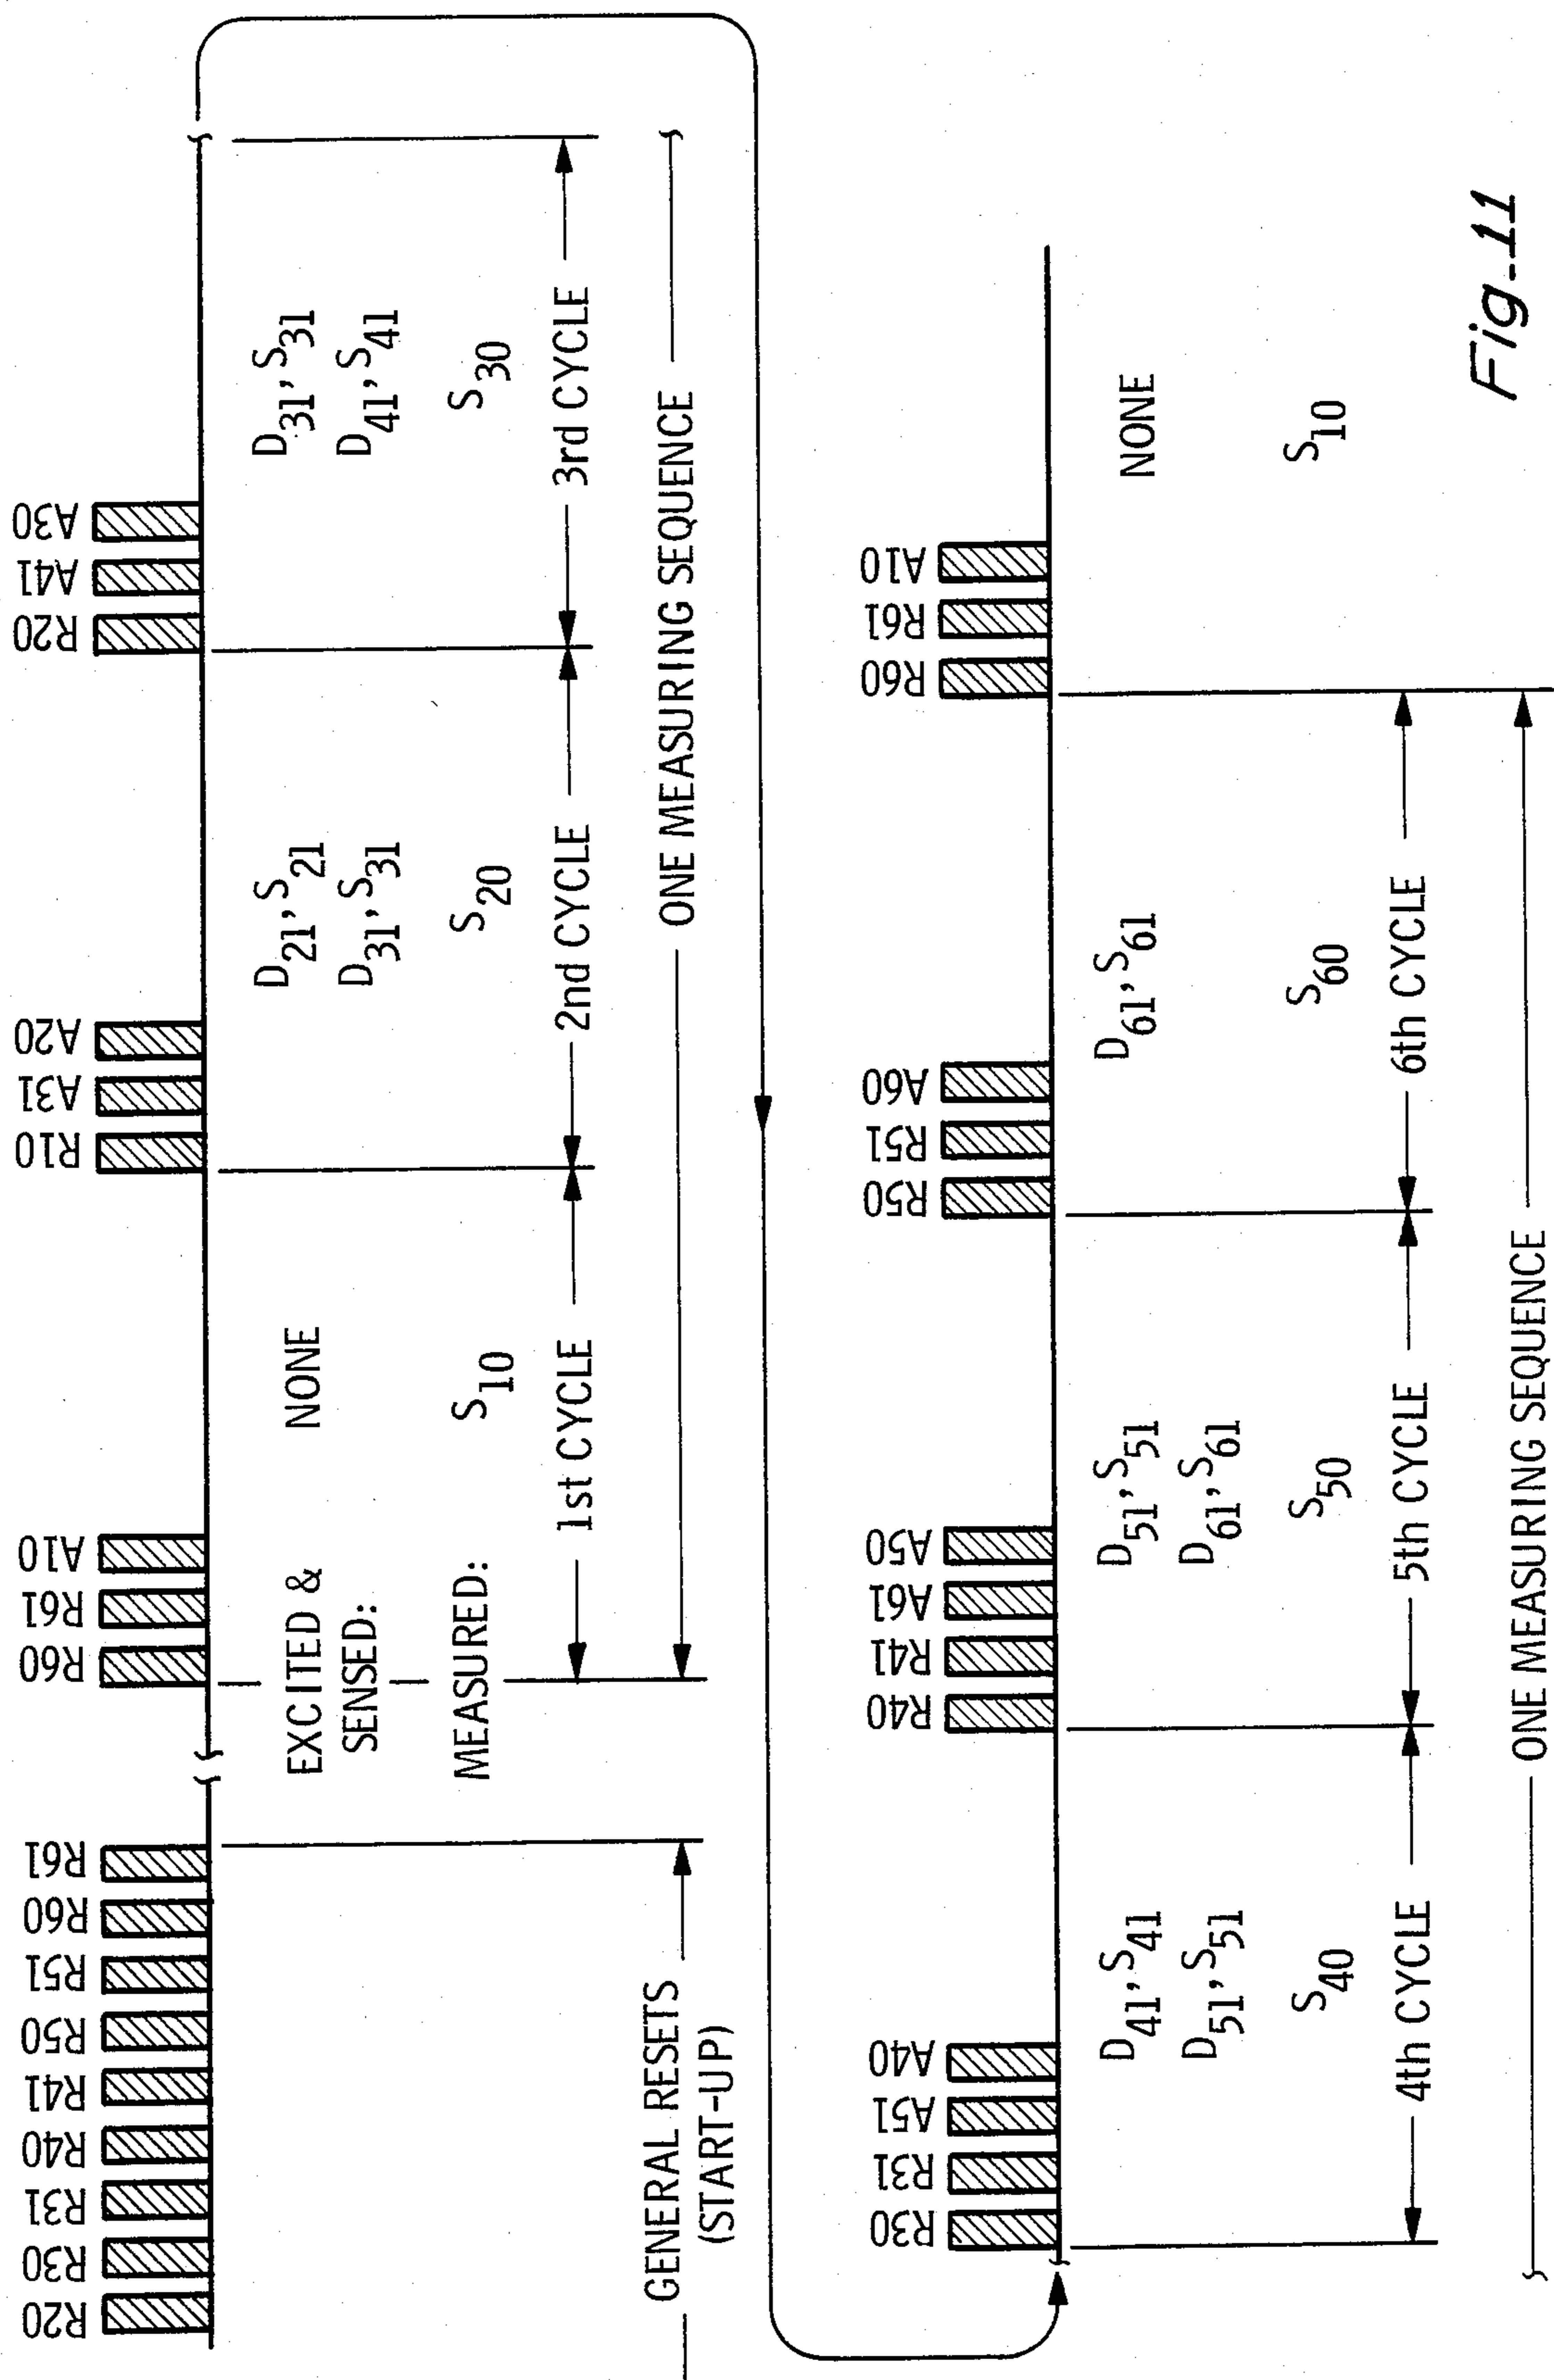 R20 R30 R31 R40 R41 R50 R51 R60 R61 R60 R61 A10 R10 A31 A20 R20 A41 A30
EXCITED &
SENSED:
NONE
D21, S21
D31, S31
D31, S31
D41, S41
MEASURED:
S10
S20
S30
1st CYCLE
2nd CYCLE
3rd CYCLE
GENERAL RESETS
(START-UP)
ONE MEASURING SEQUENCE
R30 R31 A51 A40 R40 R41 A61 A50 R50 R51 A60 R60 R61 A10
D41, S41
D51, S51
D51, S51
D61, S61
D61, S61
NONE
S40
S50
S60
S10
4th CYCLE
5th CYCLE
6th CYCLE
ONE MEASURING SEQUENCE
Fig-11